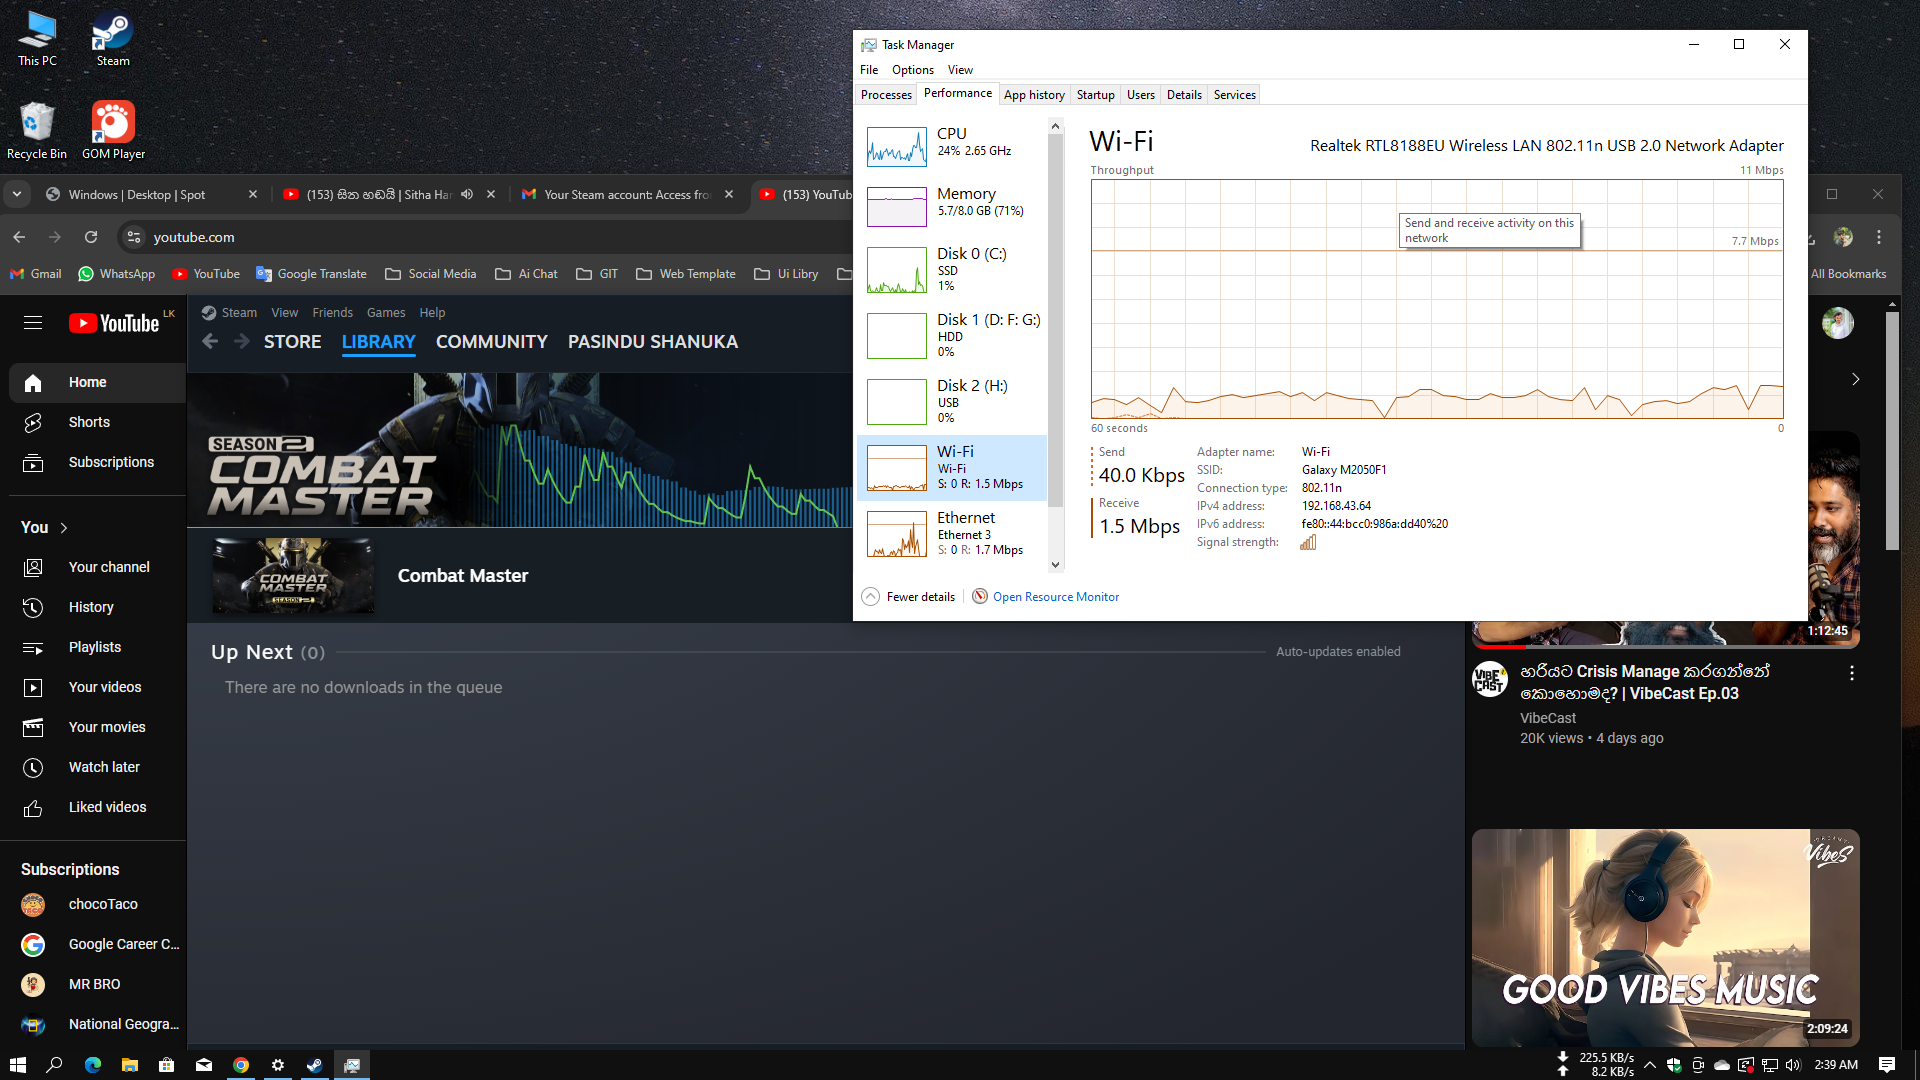 This PC
Steam
Recycle Bin
GOM Player
Task Manager
File Options View
Processes Performance App history Startup Users Details Services
CPU
24% 2.65 GHz
Memory
5.7/8.0 GB (71%)
Disk 0 (C:)
SSD
1%
Disk 1 (D: F: G:)
HDD
0%
Disk 2 (H:)
USB
0%
Wi-Fi
Wi-Fi
S: 0 R: 1.5 Mbps
Ethernet
Ethernet 3
S: 0 R: 1.7 Mbps
Wi-Fi
Realtek RTL8188EU Wireless LAN 802.11n USB 2.0 Network Adapter
Throughput 11 Mbps
Send and receive activity on this
network
7.7 Mbps
60 seconds 0
Send
40.0 Kbps
Receive
1.5 Mbps
Adapter name: Wi-Fi
SSID: Galaxy M2050F1
Connection type: 802.11n
IPv4 address: 192.168.43.64
IPv6 address: fe80::44:bcc0:986a:dd40%20
Signal strength:
Fewer details Open Resource Monitor
Windows | Desktop | Spot
(153) සිත හඬයි | Sitha Har
Your Steam account: Access fro
(153) YouTub
youtube.com
Gmail WhatsApp YouTube Google Translate Social Media Ai Chat GIT Web Template Ui Libry
All Bookmarks
YouTube LK
Home
Shorts
Subscriptions
You
Your channel
History
Playlists
Your videos
Your movies
Watch later
Liked videos
Subscriptions
chocoTaco
Google Career C...
MR BRO
National Geogra...
Steam View Friends Games Help
STORE LIBRARY COMMUNITY PASINDU SHANUKA
SEASON 2
COMBAT
MASTER
COMBAT
MASTER
SEASON 2
Combat Master
Up Next (0)
Auto-updates enabled
There are no downloads in the queue
1:12:45
VIBE
CAST
හරියට Crisis Manage කරගන්නේ
කොහොමද? | VibeCast Ep.03
VibeCast
20K views • 4 days ago
VibeS
GOOD VIBES MUSIC
2:09:24
225.5 KB/s
8.2 KB/s
2:39 AM